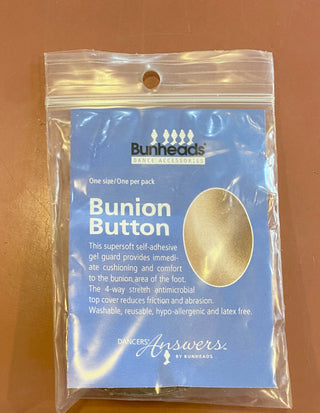 Bunheads®
DANCE ACCESSORIES
One size/One per pack
Bunion
Button
This supersoft self-adhesive
gel guard provides immedi-
ate cushioning and comfort
to the bunion area of the foot.
The 4-way stretch antimicrobial
top cover reduces friction and abrasion.
Washable, reusable, hypo-allergenic and latex free.
DANCERS' Answers™
BY BUNHEADS